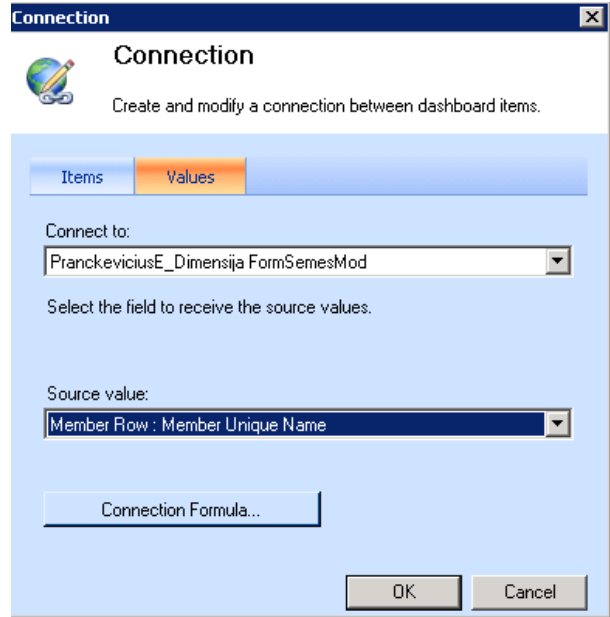 Connection
Connection
Create and modify a connection between dashboard items.
Items
Values
Connect to:
PranckeviciusE_Dimensija FormSemesMod
Select the field to receive the source values.
Source value:
Member Row : Member Unique Name
Connection Formula...
OK
Cancel